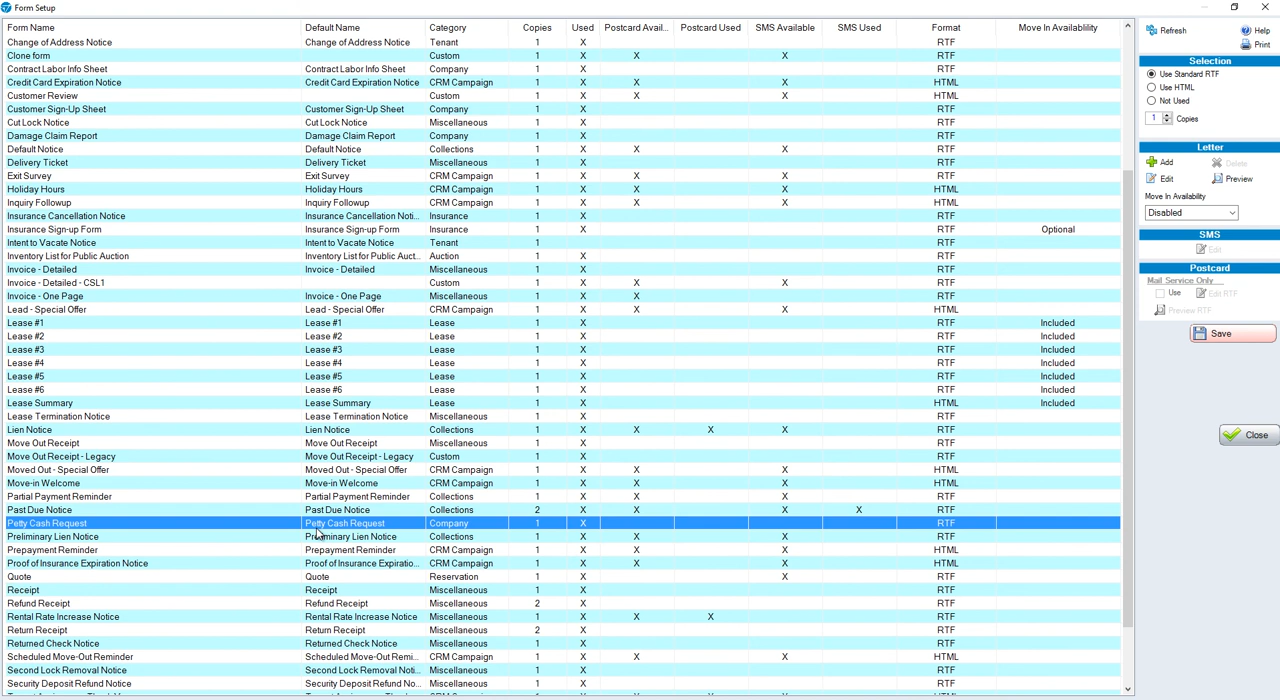 Form Setup
Form Name Default Name Category Copies Used Postcard Avail... Postcard Used SMS Available SMS Used Format Move In Availablility
Change of Address Notice Change of Address Notice Tenant 1 X RTF
Clone form Custom 1 X X X RTF
Contract Labor Info Sheet Contract Labor Info Sheet Company 1 X RTF
Credit Card Expiration Notice Credit Card Expiration Notice CRM Campaign 1 X X X HTML
Customer Review Custom 1 X X X HTML
Customer Sign-Up Sheet Customer Sign-Up Sheet Company 1 X RTF
Cut Lock Notice Cut Lock Notice Miscellaneous 1 X RTF
Damage Claim Report Damage Claim Report Company 1 X RTF
Default Notice Default Notice Collections 1 X X X RTF
Delivery Ticket Delivery Ticket Miscellaneous 1 X RTF
Exit Survey Exit Survey CRM Campaign 1 X X X RTF
Holiday Hours Holiday Hours CRM Campaign 1 X X X HTML
Inquiry Followup Inquiry Followup CRM Campaign 1 X X X HTML
Insurance Cancellation Notice Insurance Cancellation Noti... Insurance 1 X RTF
Insurance Sign-up Form Insurance Sign-up Form Insurance 1 X RTF Optional
Intent to Vacate Notice Intent to Vacate Notice Tenant 1 RTF
Inventory List for Public Auction Inventory List for Public Auct... Auction 1 X RTF
Invoice - Detailed Invoice - Detailed Miscellaneous 1 X RTF
Invoice - Detailed - CSL1 Custom 1 X X X RTF
Invoice - One Page Invoice - One Page Miscellaneous 1 X X RTF
Lead - Special Offer Lead - Special Offer CRM Campaign 1 X X X HTML
Lease #1 Lease #1 Lease 1 X RTF Included
Lease #2 Lease #2 Lease 1 X RTF Included
Lease #3 Lease #3 Lease 1 X RTF Included
Lease #4 Lease #4 Lease 1 X RTF Included
Lease #5 Lease #5 Lease 1 X RTF Included
Lease #6 Lease #6 Lease 1 X RTF Included
Lease Summary Lease Summary Lease 1 X HTML Included
Lease Termination Notice Lease Termination Notice Miscellaneous 1 X RTF
Lien Notice Lien Notice Collections 1 X X X X RTF
Move Out Receipt Move Out Receipt Miscellaneous 1 X RTF
Move Out Receipt - Legacy Move Out Receipt - Legacy Custom 1 X RTF
Moved Out - Special Offer Moved Out - Special Offer CRM Campaign 1 X X X HTML
Move-in Welcome Move-in Welcome CRM Campaign 1 X X X HTML
Partial Payment Reminder Partial Payment Reminder Collections 1 X X X RTF
Past Due Notice Past Due Notice Collections 2 X X X X RTF
Petty Cash Request Petty Cash Request Company 1 X RTF
Preliminary Lien Notice Preliminary Lien Notice Collections 1 X X X RTF
Prepayment Reminder Prepayment Reminder CRM Campaign 1 X X X HTML
Proof of Insurance Expiration Notice Proof of Insurance Expiratio... CRM Campaign 1 X X X HTML
Quote Quote Reservation 1 X X RTF
Receipt Receipt Miscellaneous 1 X RTF
Refund Receipt Refund Receipt Miscellaneous 2 X RTF
Rental Rate Increase Notice Rental Rate Increase Notice Miscellaneous 1 X X X RTF
Return Receipt Return Receipt Miscellaneous 2 X RTF
Returned Check Notice Returned Check Notice Miscellaneous 1 X RTF
Scheduled Move-Out Reminder Scheduled Move-Out Remi... CRM Campaign 1 X X X HTML
Second Lock Removal Notice Second Lock Removal Noti... Miscellaneous 1 X RTF
Security Deposit Refund Notice Security Deposit Refund No... Miscellaneous 1 X RTF
Refresh Help
Print
Selection
Use Standard RTF
Use HTML
Not Used
1 Copies
Letter
Add Delete
Edit Preview
Move In Availability
Disabled
SMS
Edit
Postcard
Mail Service Only
Use Edit RTF
Preview RTF
Save
Close